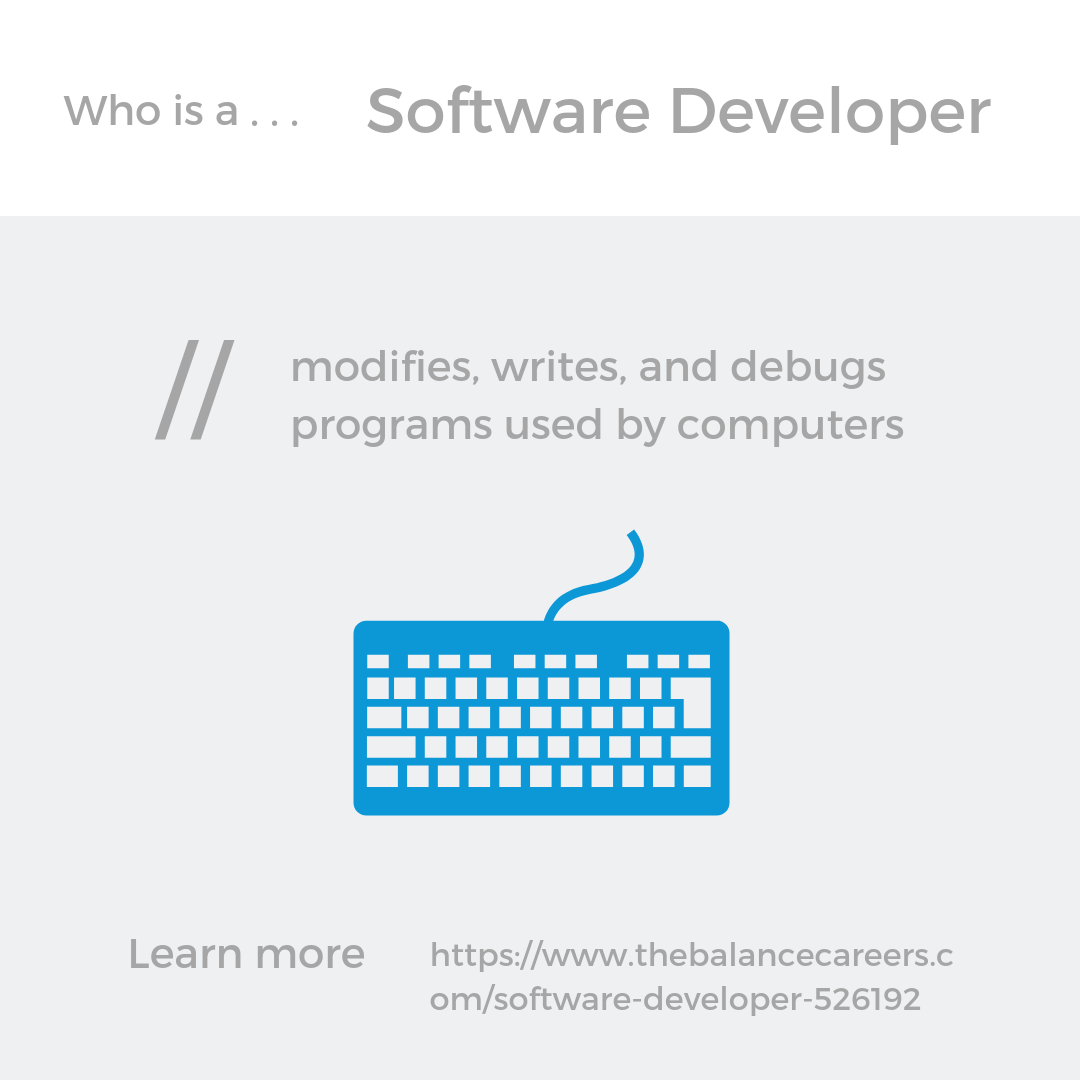 Who is a . . .
Software Developer
//
modifies, writes, and debugs
programs used by computers
Learn more
https://www.thebalancecareers.c
om/software-developer-526192